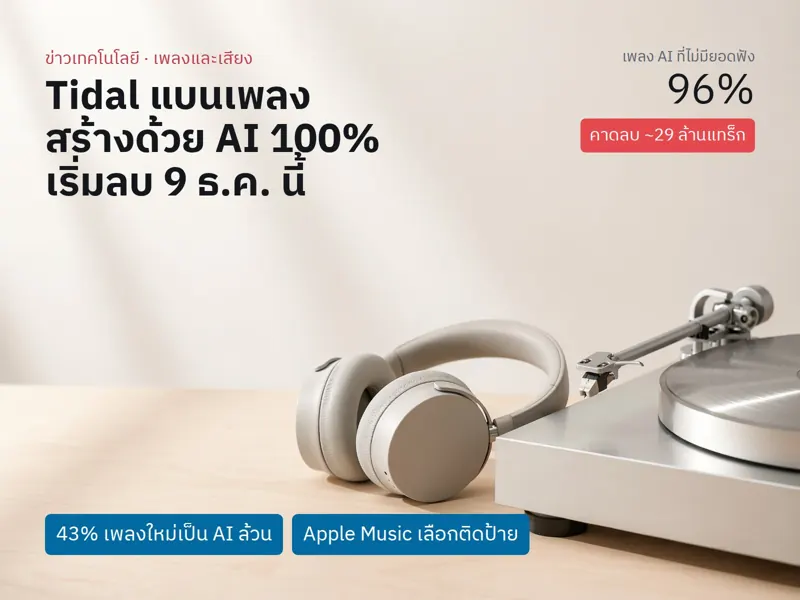 ข่าวเทคโนโลยี · เพลงและเสียง
Tidal แบนเพลง
สร้างด้วย AI 100%
เริ่มลบ 9 ธ.ค. นี้
เพลง AI ที่ไม่มียอดฟัง
96%
คาดลบ ~29 ล้านแทร็ก
43% เพลงใหม่เป็น AI ล้วน
Apple Music เลือกติดป้าย